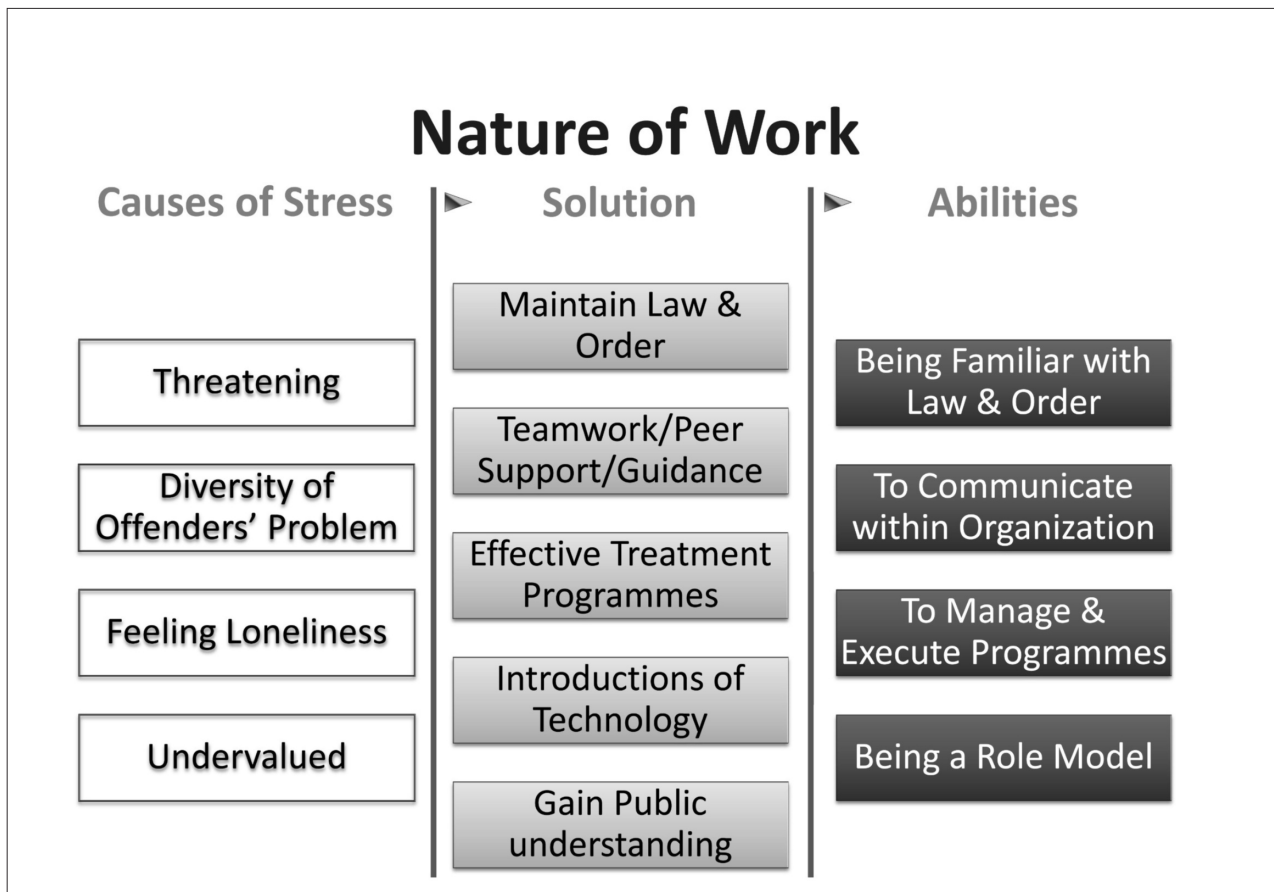 Nature of Work
Causes of Stress
Threatening
Diversity of
Offenders’ Problem
Feeling Loneliness
Undervalued
Solution
Maintain Law &
Order
Teamwork/Peer
Support/Guidance
Effective Treatment
Programmes
Introductions of
Technology
Gain Public
understanding
Abilities
Being Familiar with
Law & Order
To Communicate
within Organization
To Manage &
Execute Programmes
Being a Role Model